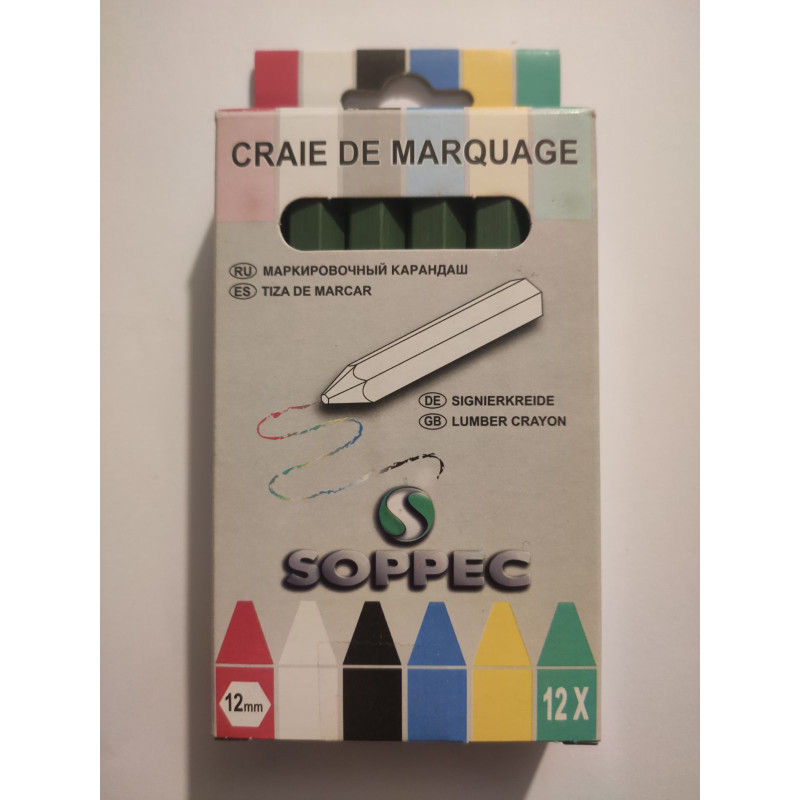 CRAIE DE MARQUAGE
RU МАРКИРОВОЧНЫЙ КАРАНДАШ
ES TIZA DE MARCAR
DE SIGNIERKREIDE
GB LUMBER CRAYON
S
SOPPEC
12mm
12 X